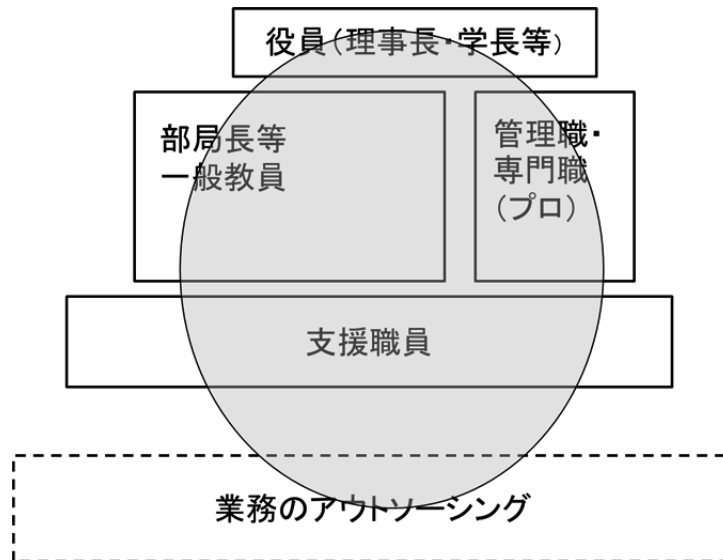 役員(理事長・学長等)
部局長等
一般教員
管理職・
専門職
(プロ)
支援職員
業務のアウトソーシング